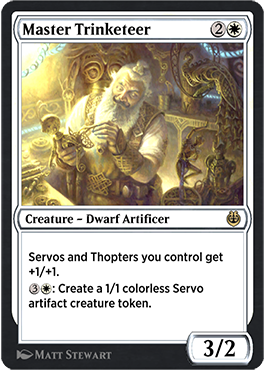 Master Trinketeer 2
Creature – Dwarf Artificer
Servos and Thopters you control get
+1/+1.
3: Create a 1/1 colorless Servo
artifact creature token.
3/2
Matt Stewart